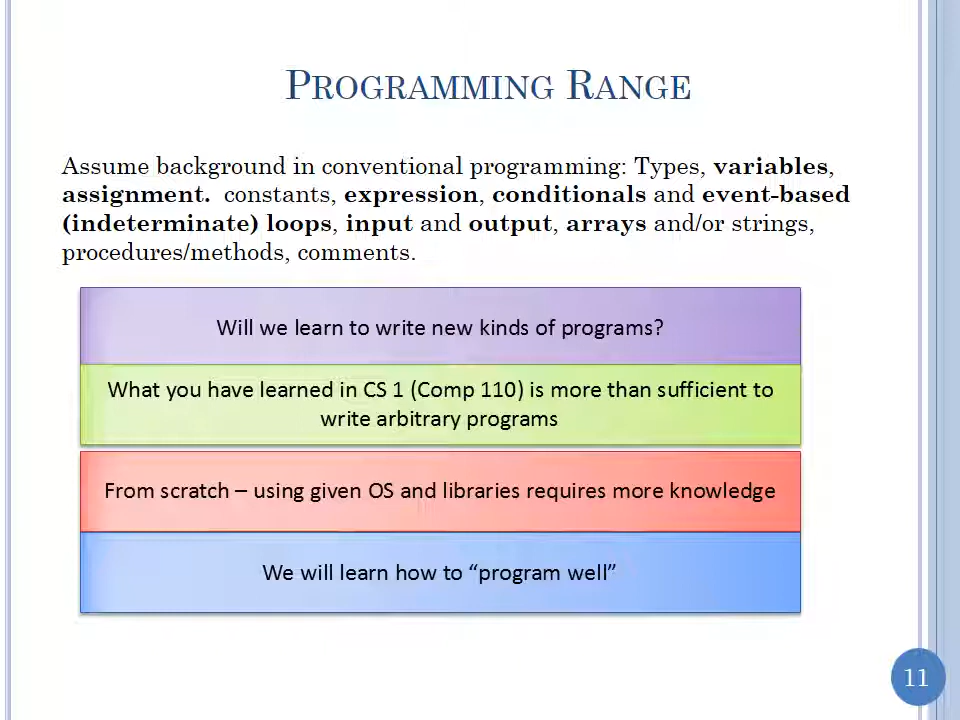 PROGRAMMING RANGE
Assume background in conventional programming: Types, variables,
assignment.  constants, expression, conditionals and event-based
(indeterminate) loops, input and output, arrays and/or strings,
procedures/methods, comments.
Will we learn to write new kinds of programs?
What you have learned in CS 1 (Comp 110) is more than sufficient to
write arbitrary programs
From scratch – using given OS and libraries requires more knowledge
We will learn how to “program well”
11